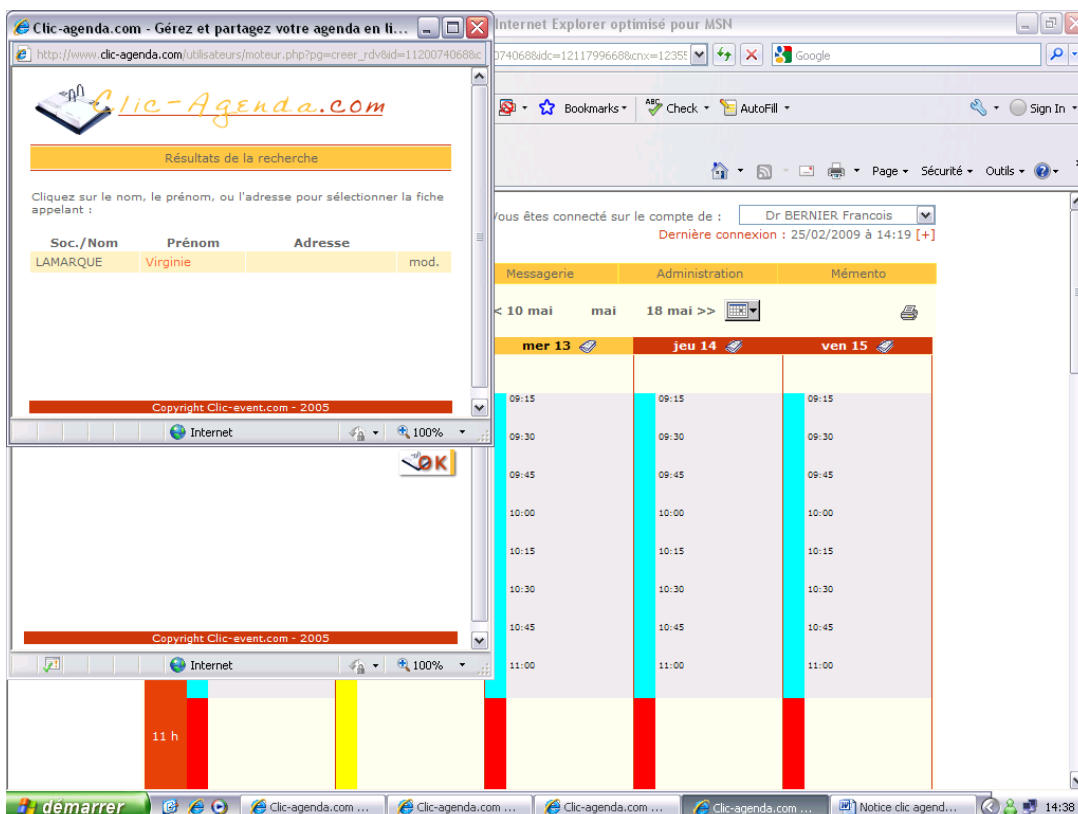 Clic-agenda.com - Gérez et partagez votre agenda en li...
http://www.clic-agenda.com/utilisateurs/moteur.php?pg=creer_rdv&id=1120074068&c
Clic-Agenda.com
Résultats de la recherche
Cliquez sur le nom, le prénom, ou l'adresse pour sélectionner la fiche
appelant :
Soc./Nom Prénom Adresse
LAMARQUE Virginie mod.
Copyright Clic-event.com - 2005
Internet 100%
OK
Copyright Clic-event.com - 2005
Internet 100%
Internet Explorer optimisé pour MSN
074068&idc=1211799668&cnx=1235 Google
Bookmarks ABC Check AutoFill Sign In
Page Sécurité Outils
Vous êtes connecté sur le compte de : Dr BERNIER Francois
Dernière connexion : 25/02/2009 à 14:19 [+]
Messagerie Administration Mémento
< 10 mai mai 18 mai >>
mer 13 jeu 14 ven 15
09:15 09:15 09:15
09:30 09:30 09:30
09:45 09:45 09:45
10:00 10:00 10:00
10:15 10:15 10:15
10:30 10:30 10:30
10:45 10:45 10:45
11:00 11:00 11:00
11 h
démarrer Clic-agenda.com ... Clic-agenda.com ... Clic-agenda.com ... Clic-agenda.com ... Notice clic agend... 14:38